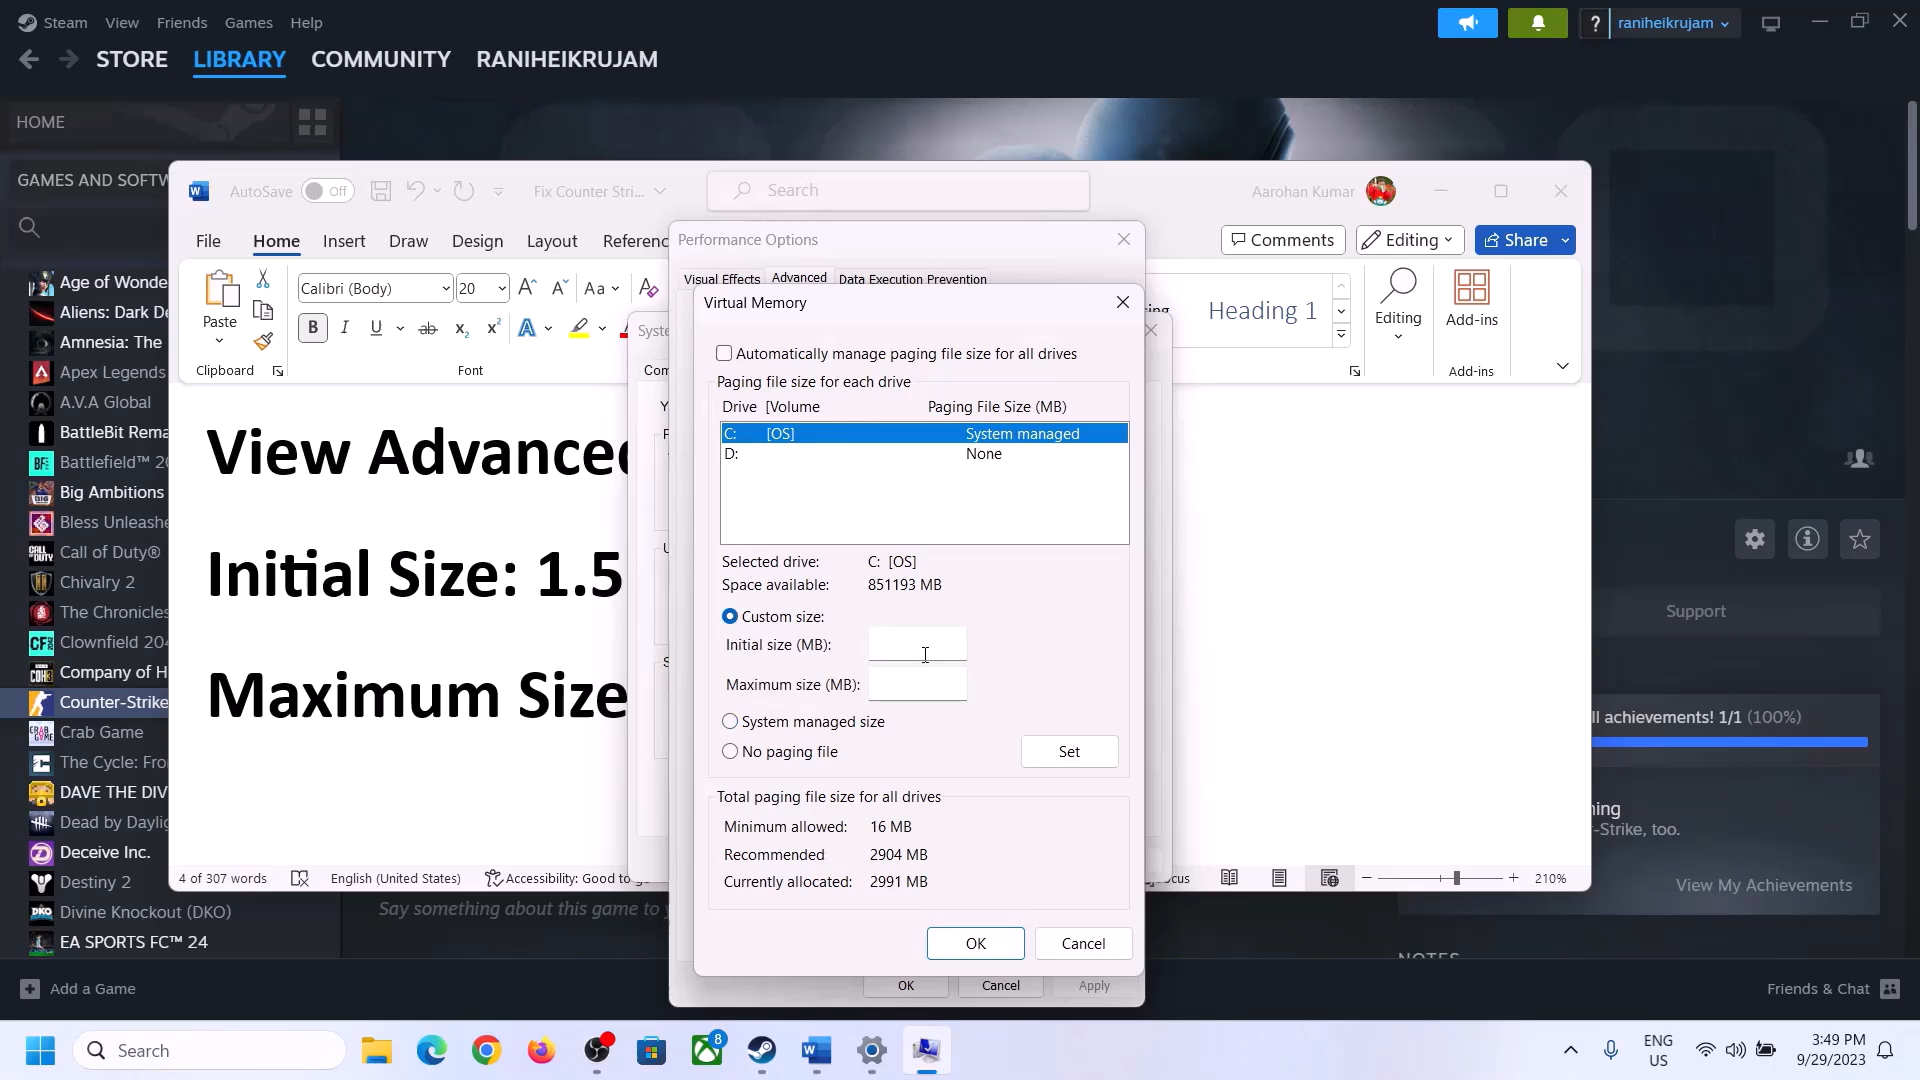 Steam View Friends Games Help
? raniheikrujam
STORE LIBRARY COMMUNITY RANIHEIKRUJAM
HOME
GAMES AND SOFTW
Age of Wonde
Aliens: Dark De
Amnesia: The
Apex Legends
A.V.A Global
BattleBit Rema
Battlefield™ 20
Big Ambitions
Bless Unleashe
Call of Duty®
Chivalry 2
The Chronicles
Clownfield 204
Company of H
Counter-Strike
Crab Game
The Cycle: Fro
DAVE THE DIV
Dead by Daylig
Deceive Inc.
Destiny 2
Divine Knockout (DKO)
EA SPORTS FC™ 24
Add a Game
AutoSave Off Fix Counter Stri... Search Aarohan Kumar
File Home Insert Draw Design Layout Referenc Comments Editing Share
Paste
Clipboard
Calibri (Body) 20 Aa
B I U ab x₂ x² A
Font
Heading 1
Editing
Add-ins
Add-ins
View Advanced
Initial Size: 1.5
Maximum Size
4 of 307 words English (United States) Accessibility: Good to g 210%
Performance Options
Visual Effects Advanced Data Execution Prevention
Syste
Com
Virtual Memory
Automatically manage paging file size for all drives
Paging file size for each drive
Drive [Volume Paging File Size (MB)
C: [OS] System managed
D: None
Selected drive: C: [OS]
Space available: 851193 MB
Custom size:
Initial size (MB):
Maximum size (MB):
System managed size
No paging file Set
Total paging file size for all drives
Minimum allowed: 16 MB
Recommended 2904 MB
Currently allocated: 2991 MB
OK Cancel
OK Cancel Apply
Support
ll achievements! 1/1 (100%)
-Strike, too.
View My Achievements
Say something about this game to y
NOTES
Friends & Chat
Search
8
ENG
US
3:49 PM
9/29/2023